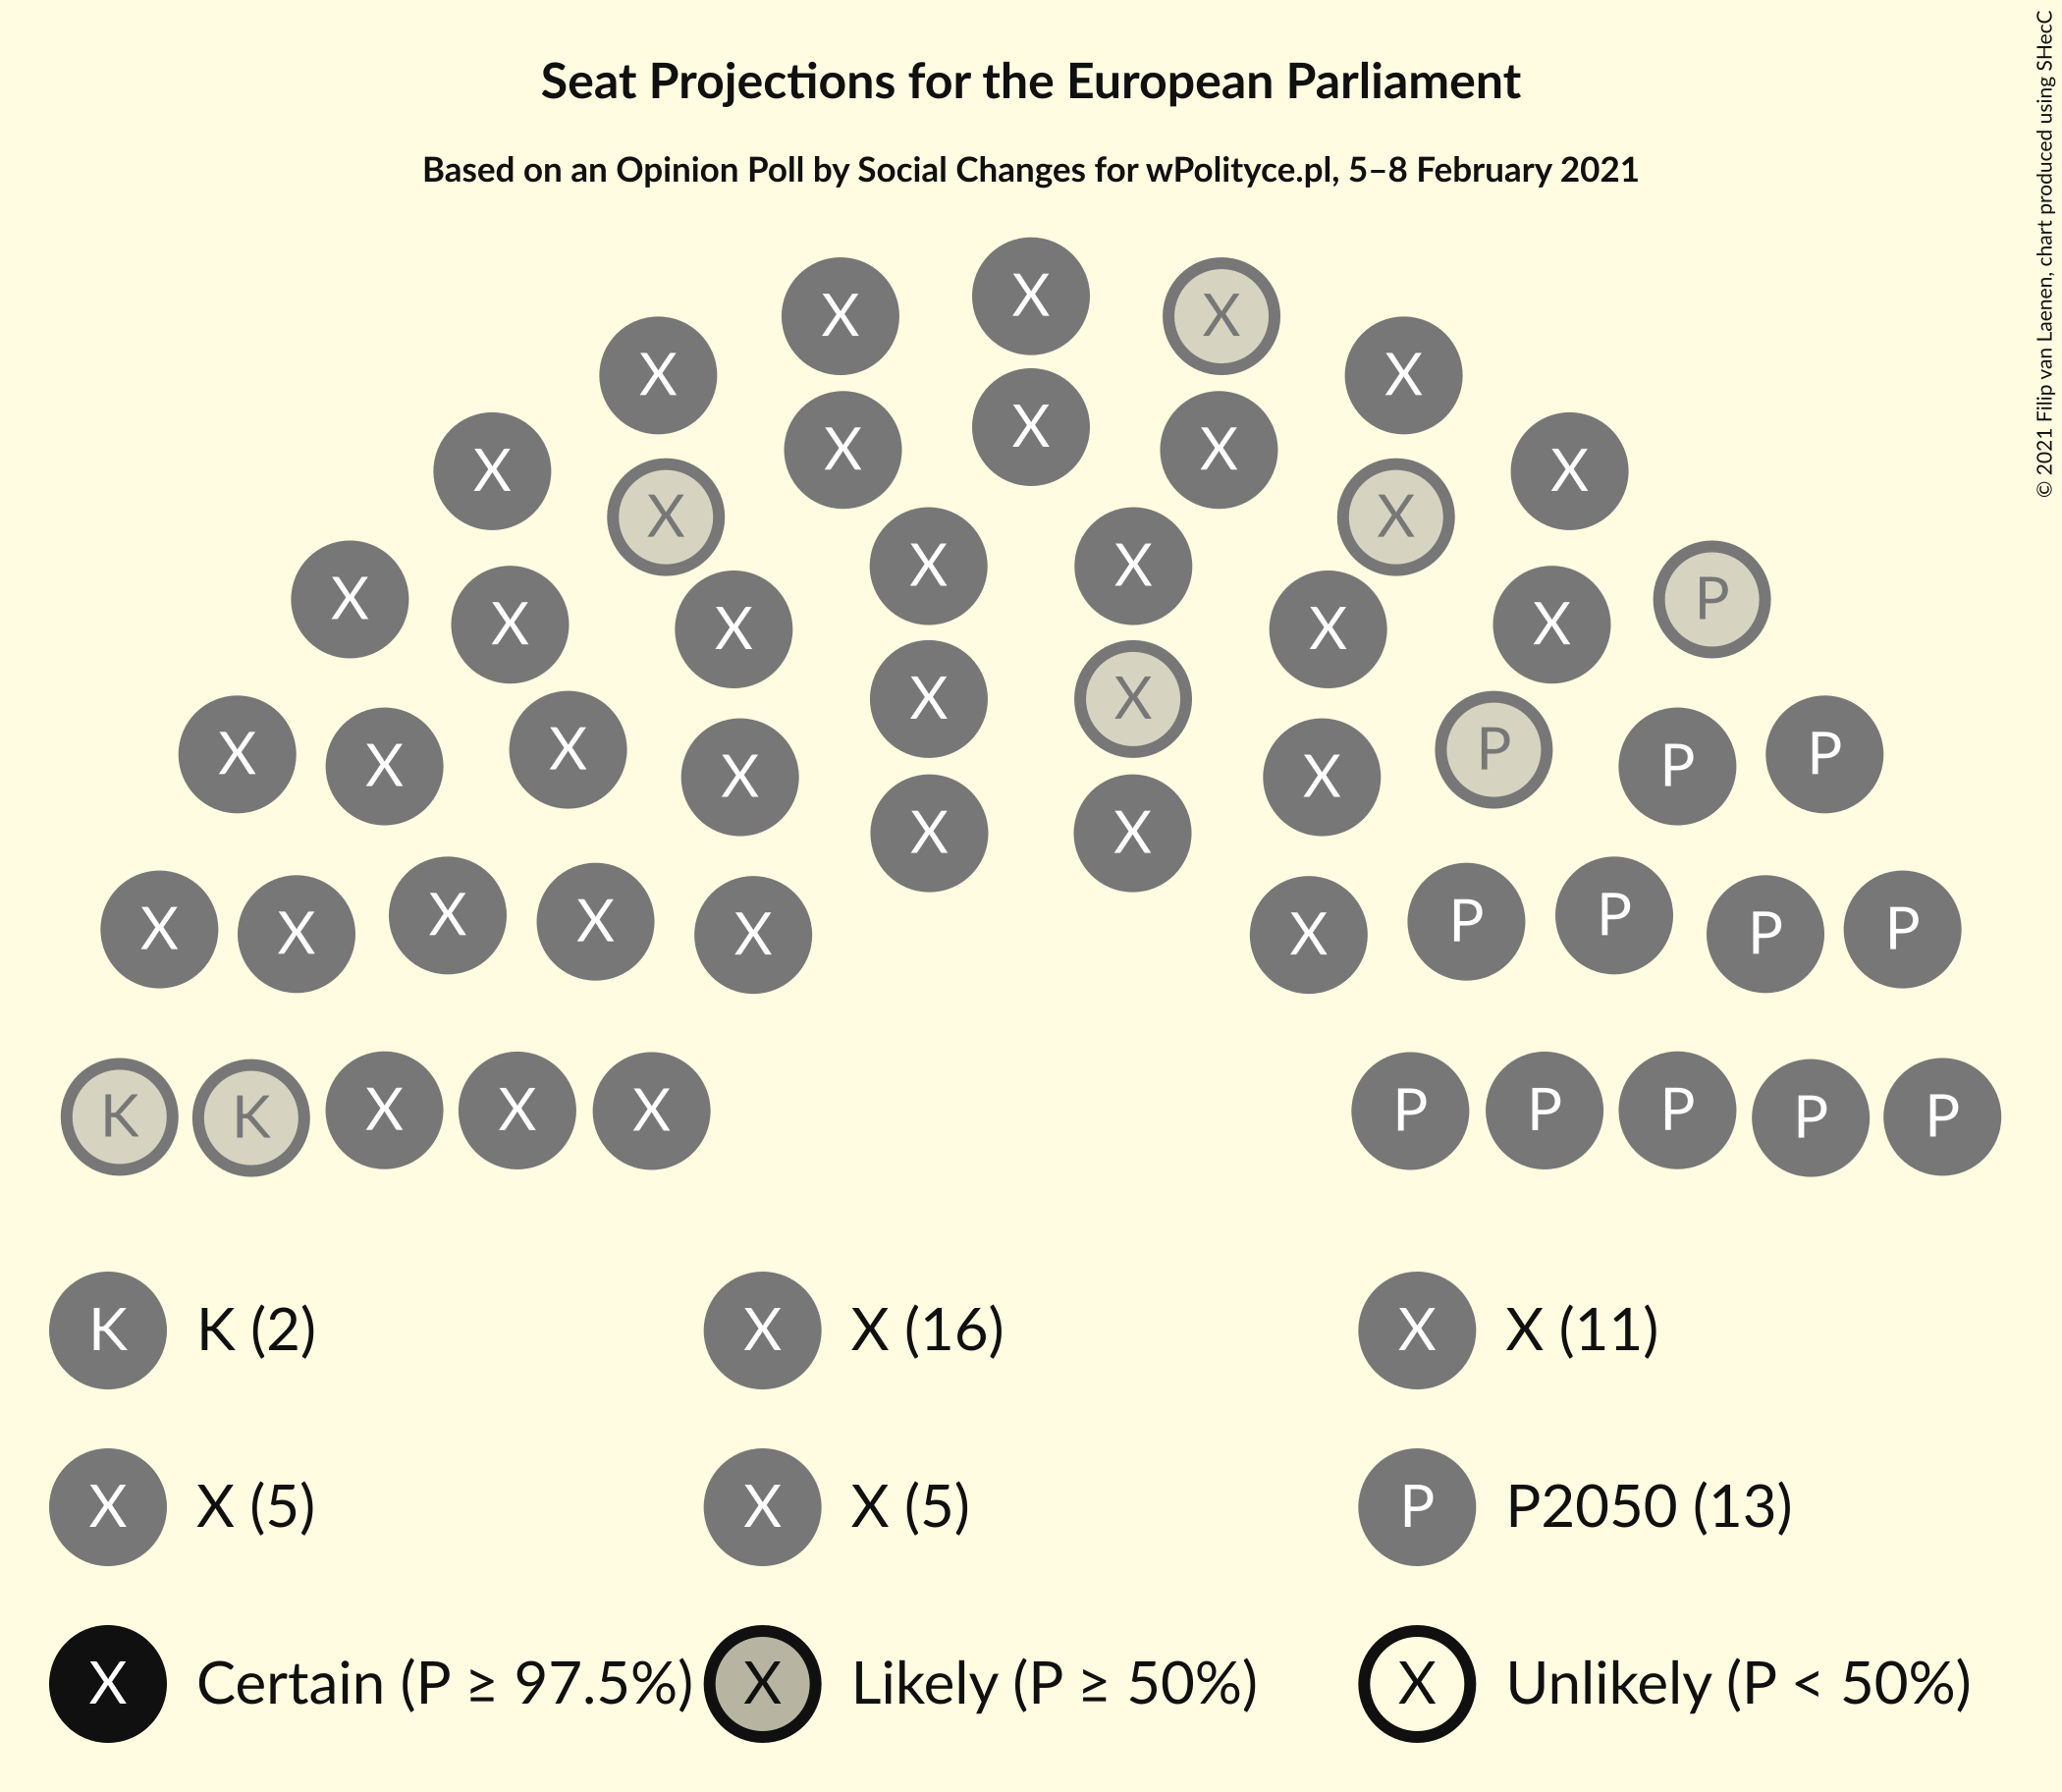 Seat Projections for the European Parliament
Based on an Opinion Poll by Social Changes for wPolityce.pl, 5–8 February 2021
© 2021 Filip van Laenen, chart produced using SHecC
X X X X X
X X X X X
X X X X
X X X X
X X X X P
X X X X X P P P
X X
X X X X X X P P P P
K K X X X P P P P P
K K (2) X X (16) X X (11)
X X (5) X X (5) P P2050 (13)
X Certain (P ≥ 97.5%) X Likely (P ≥ 50%) X Unlikely (P < 50%)